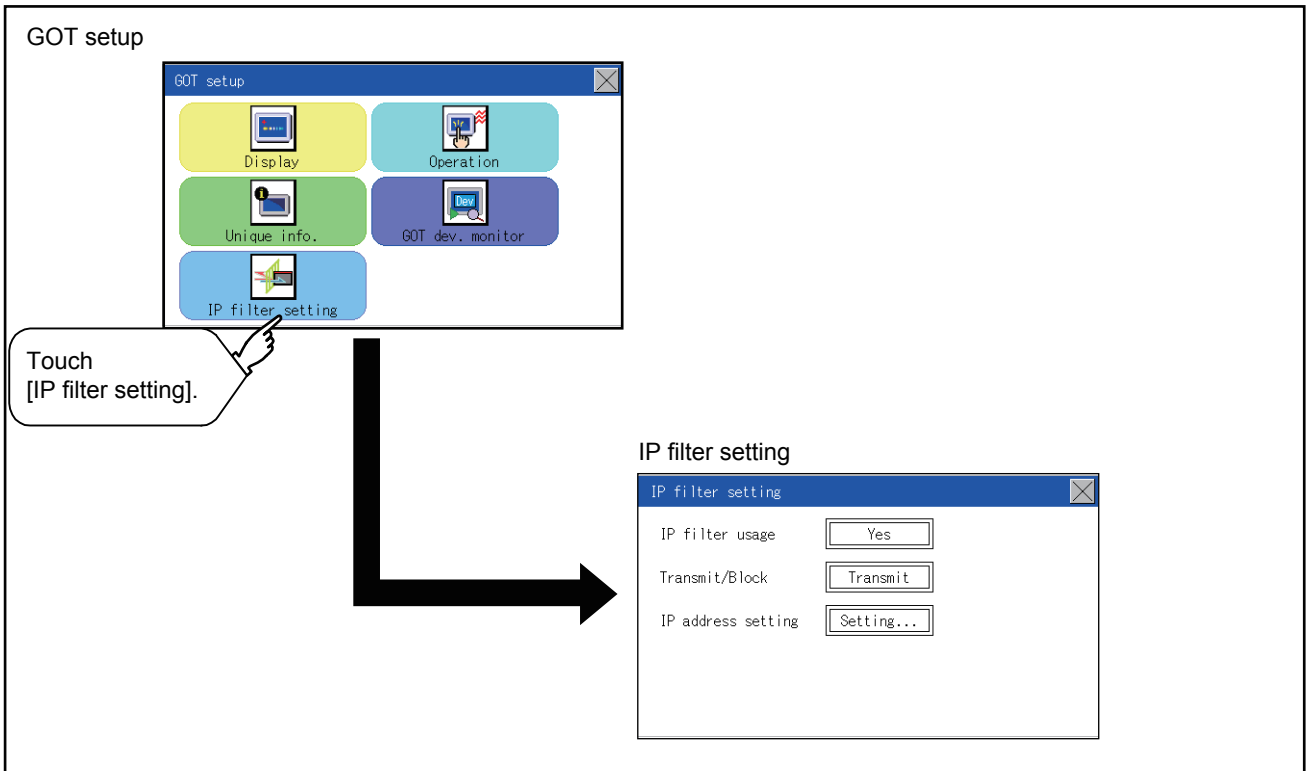 GOT setup
GOT setup
Display
Operation
Unique info.
Dev
GOT dev. monitor
IP filter setting
Touch
[IP filter setting].
IP filter setting
IP filter setting
IP filter usage Yes
Transmit/Block Transmit
IP address setting Setting...